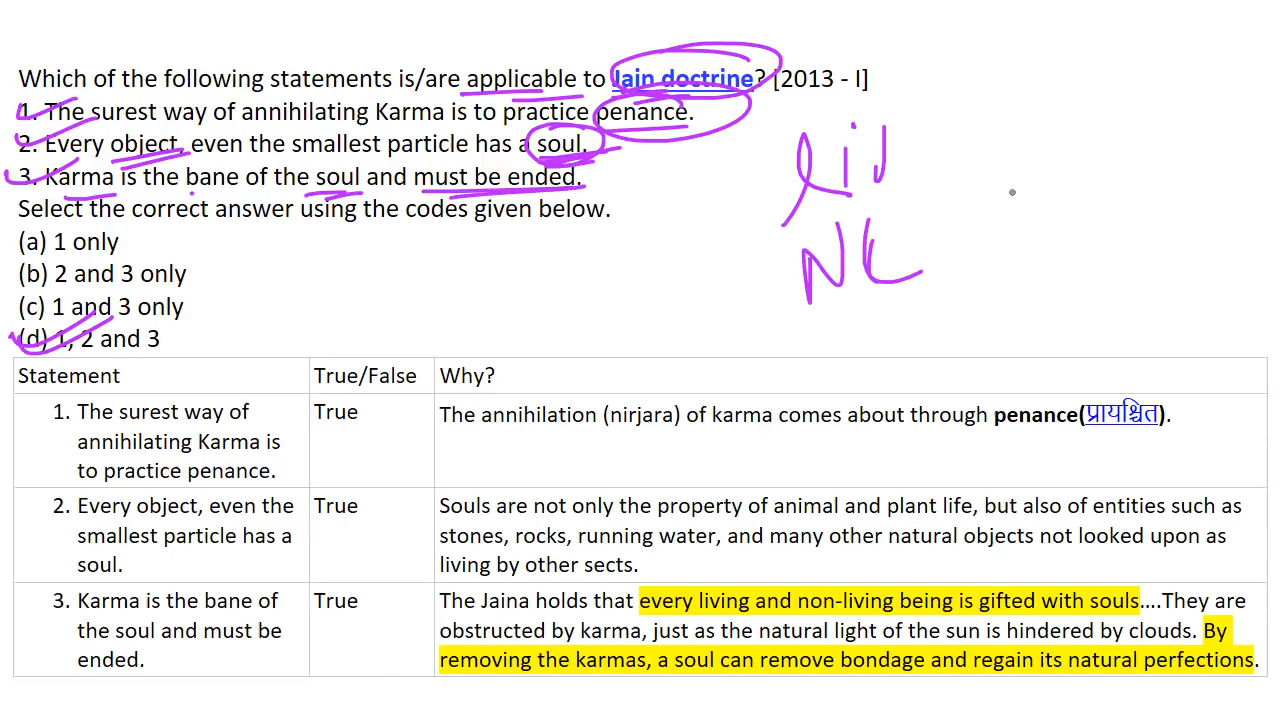 Which of the following statements is/are applicable to Jain doctrine? [2013 - I]
1. The surest way of annihilating Karma is to practice penance.
2. Every object, even the smallest particle has a soul.
3. Karma is the bane of the soul and must be ended.
Select the correct answer using the codes given below.
(a) 1 only
(b) 2 and 3 only
(c) 1 and 3 only
(d) 1, 2 and 3
Statement True/False Why?
1. The surest way of True The annihilation (nirjara) of karma comes about through penance(प्रायश्चित).
annihilating Karma is
to practice penance.
2. Every object, even the True Souls are not only the property of animal and plant life, but also of entities such as
smallest particle has a stones, rocks, running water, and many other natural objects not looked upon as
soul. living by other sects.
3. Karma is the bane of True The Jaina holds that every living and non-living being is gifted with souls....They are
the soul and must be obstructed by karma, just as the natural light of the sun is hindered by clouds. By
ended. removing the karmas, a soul can remove bondage and regain its natural perfections.